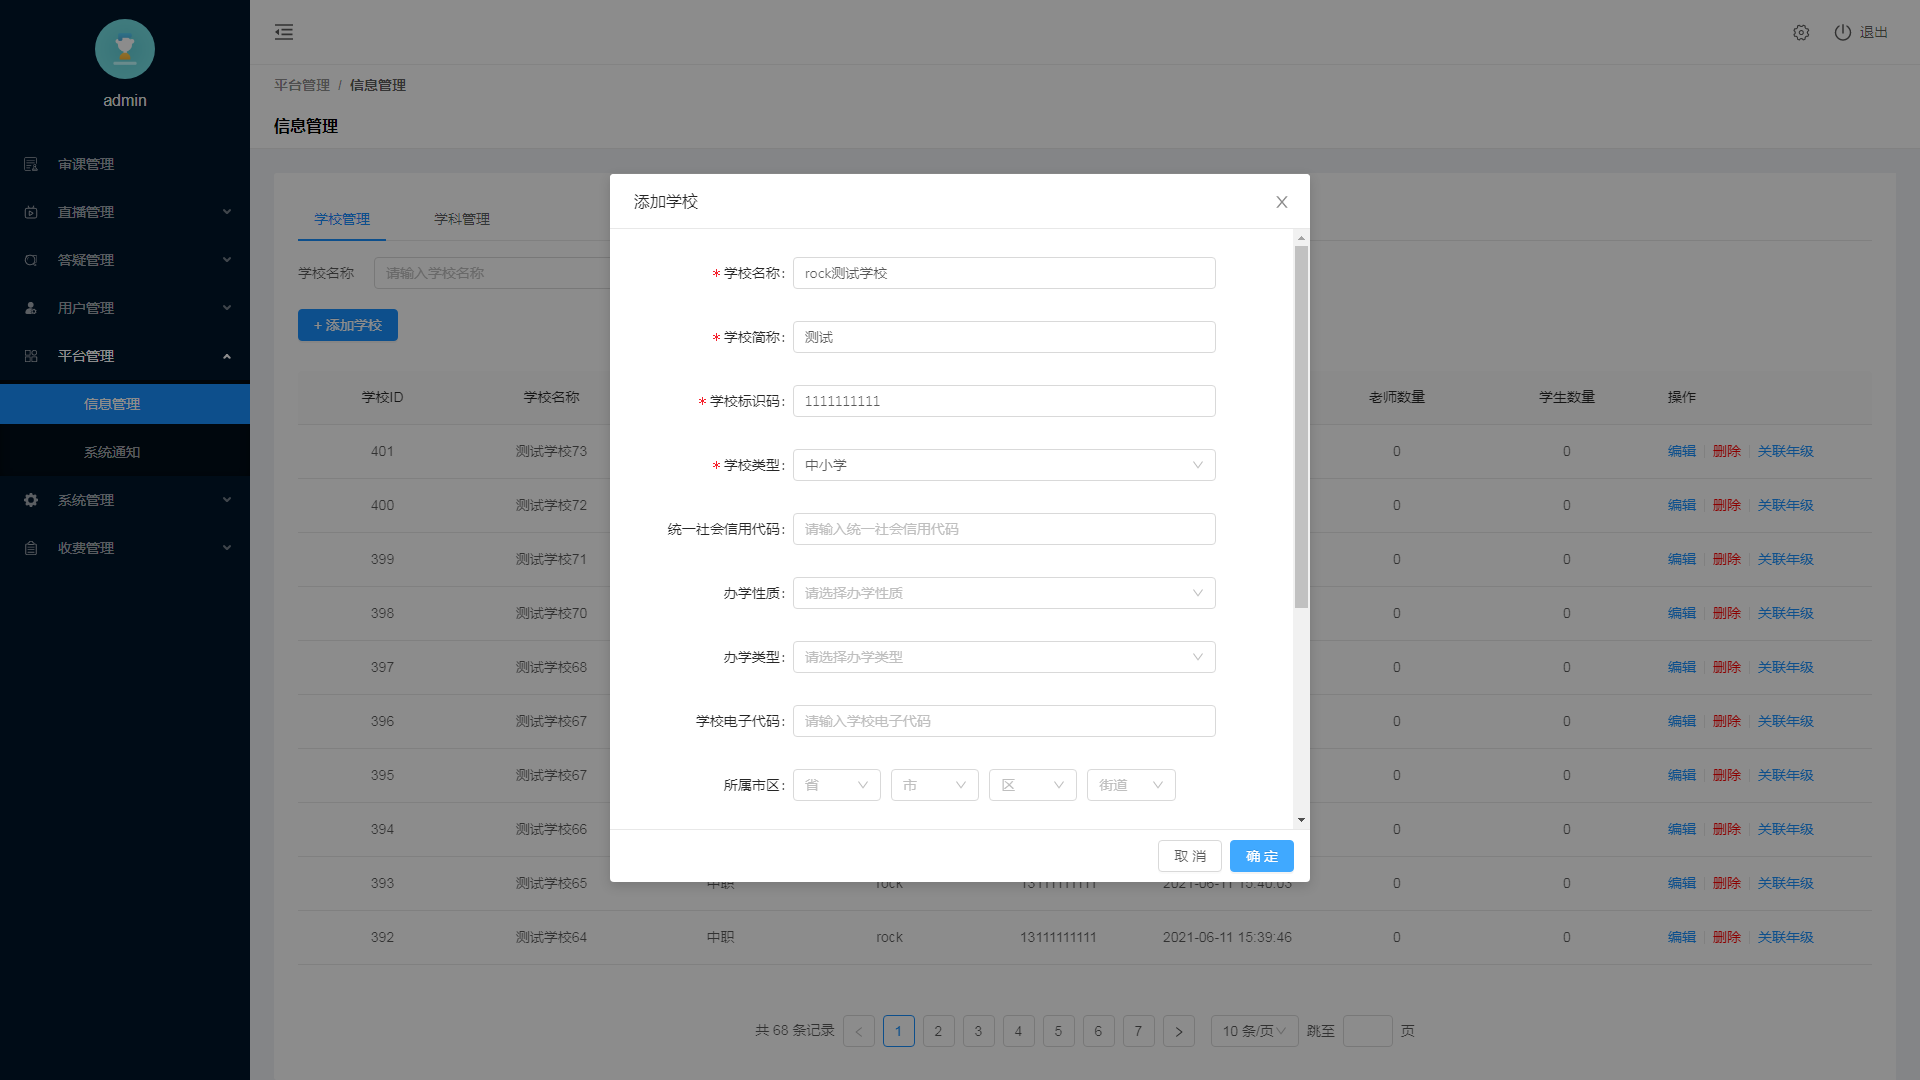 admin
审课管理
直播管理
答疑管理
用户管理
平台管理
信息管理
系统通知
系统管理
收费管理
退出
平台管理 / 信息管理
信息管理
学校管理 学科管理
学校名称 请输入学校名称
+ 添加学校
学校ID 学校名称 老师数量 学生数量 操作
401 测试学校73 0 0 编辑 删除 关联年级
400 测试学校72 0 0 编辑 删除 关联年级
399 测试学校71 0 0 编辑 删除 关联年级
398 测试学校70 0 0 编辑 删除 关联年级
397 测试学校68 0 0 编辑 删除 关联年级
396 测试学校67 0 0 编辑 删除 关联年级
395 测试学校67 0 0 编辑 删除 关联年级
394 测试学校66 0 0 编辑 删除 关联年级
393 测试学校65 中职 rock 13111111111 2021-06-11 15:40:03 0 0 编辑 删除 关联年级
392 测试学校64 中职 rock 13111111111 2021-06-11 15:39:46 0 0 编辑 删除 关联年级
共 68 条记录 < 1 2 3 4 5 6 7 > 10 条/页 跳至 页
添加学校
* 学校名称: rock测试学校
* 学校简称: 测试
* 学校标识码: 1111111111
* 学校类型: 中小学
统一社会信用代码: 请输入统一社会信用代码
办学性质: 请选择办学性质
办学类型: 请选择办学类型
学校电子代码: 请输入学校电子代码
所属市区: 省 市 区 街道
取 消 确 定